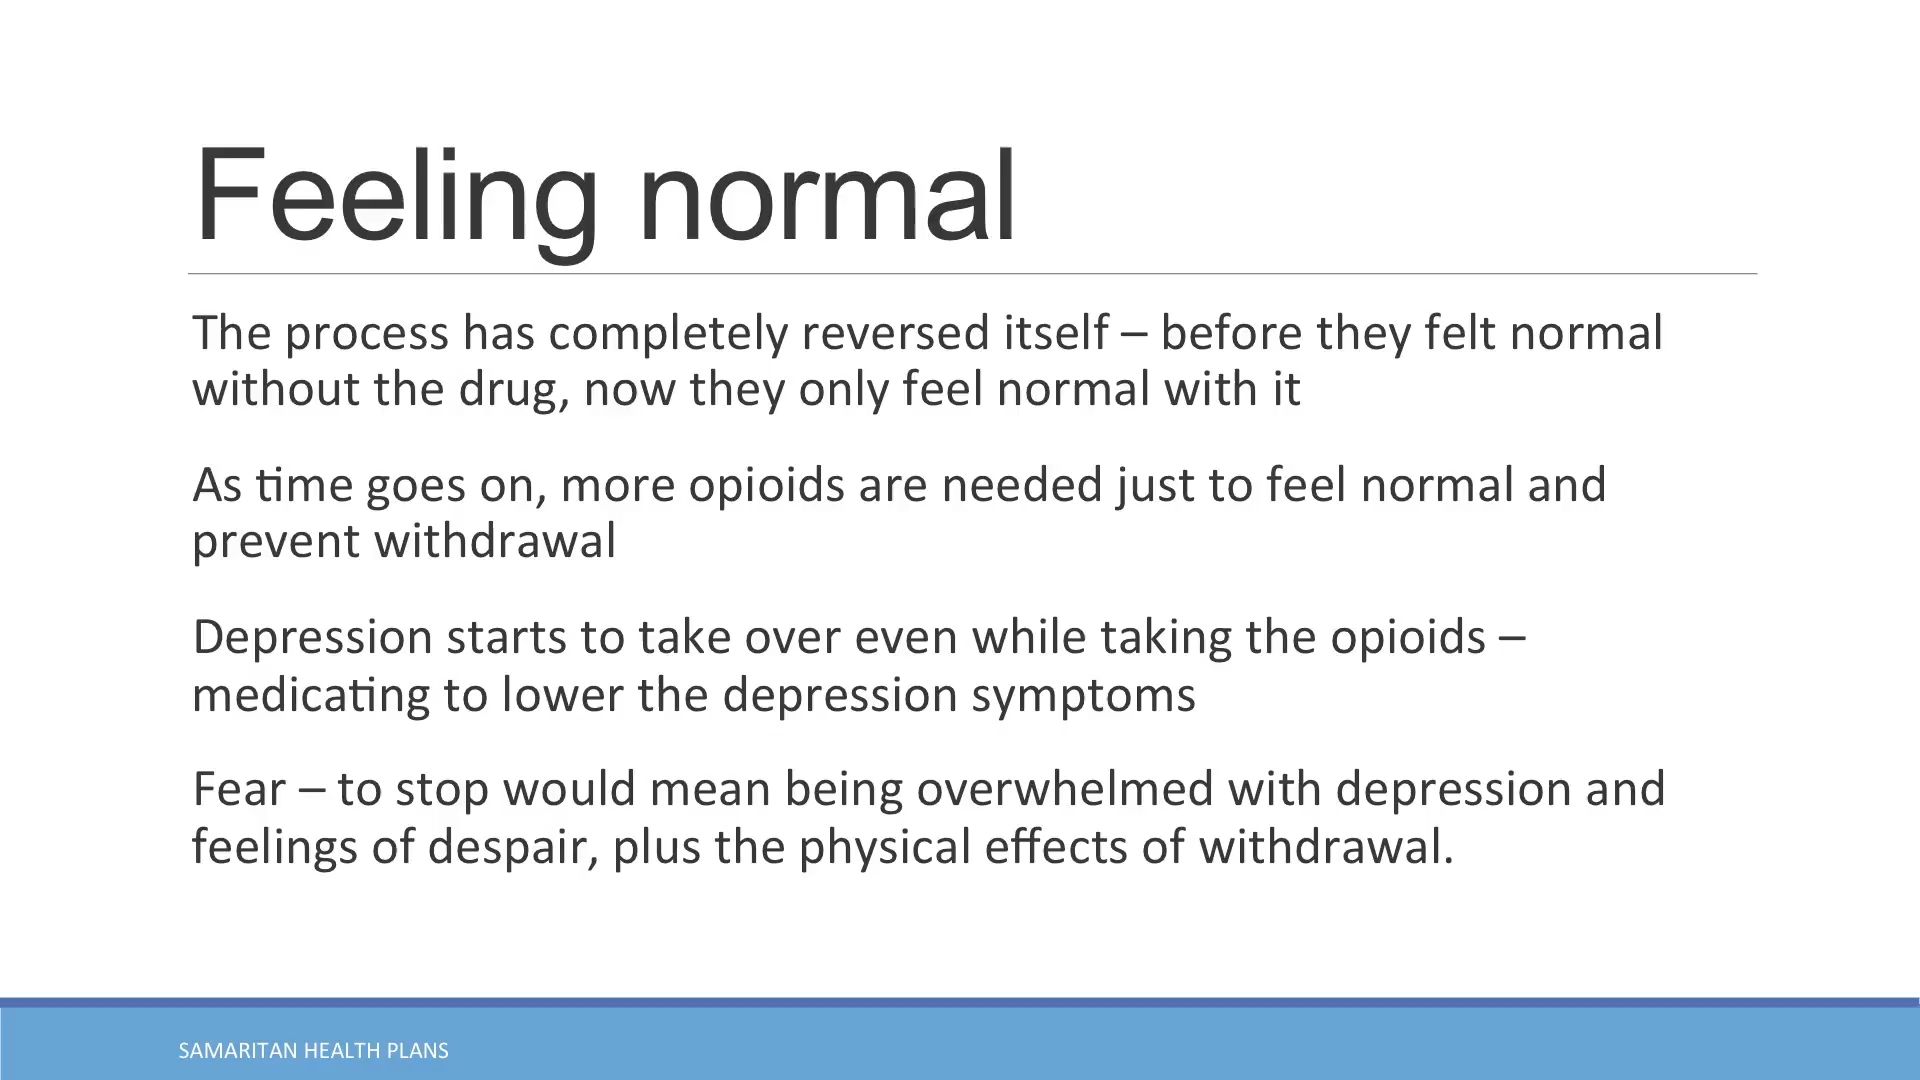 Feeling normal
The process has completely reversed itself – before they felt normal
without the drug, now they only feel normal with it
As time goes on, more opioids are needed just to feel normal and
prevent withdrawal
Depression starts to take over even while taking the opioids –
medicating to lower the depression symptoms
Fear – to stop would mean being overwhelmed with depression and
feelings of despair, plus the physical effects of withdrawal.
SAMARITAN HEALTH PLANS